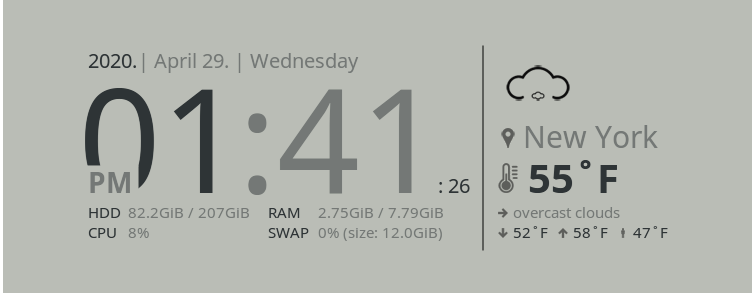 2020.| April 29. | Wednesday
01:41 : 26
PM
HDD 82.2GiB / 207GiB RAM 2.75GiB / 7.79GiB
CPU 8% SWAP 0% (size: 12.0GiB)
New York
55°F
overcast clouds
52°F 58°F 47°F